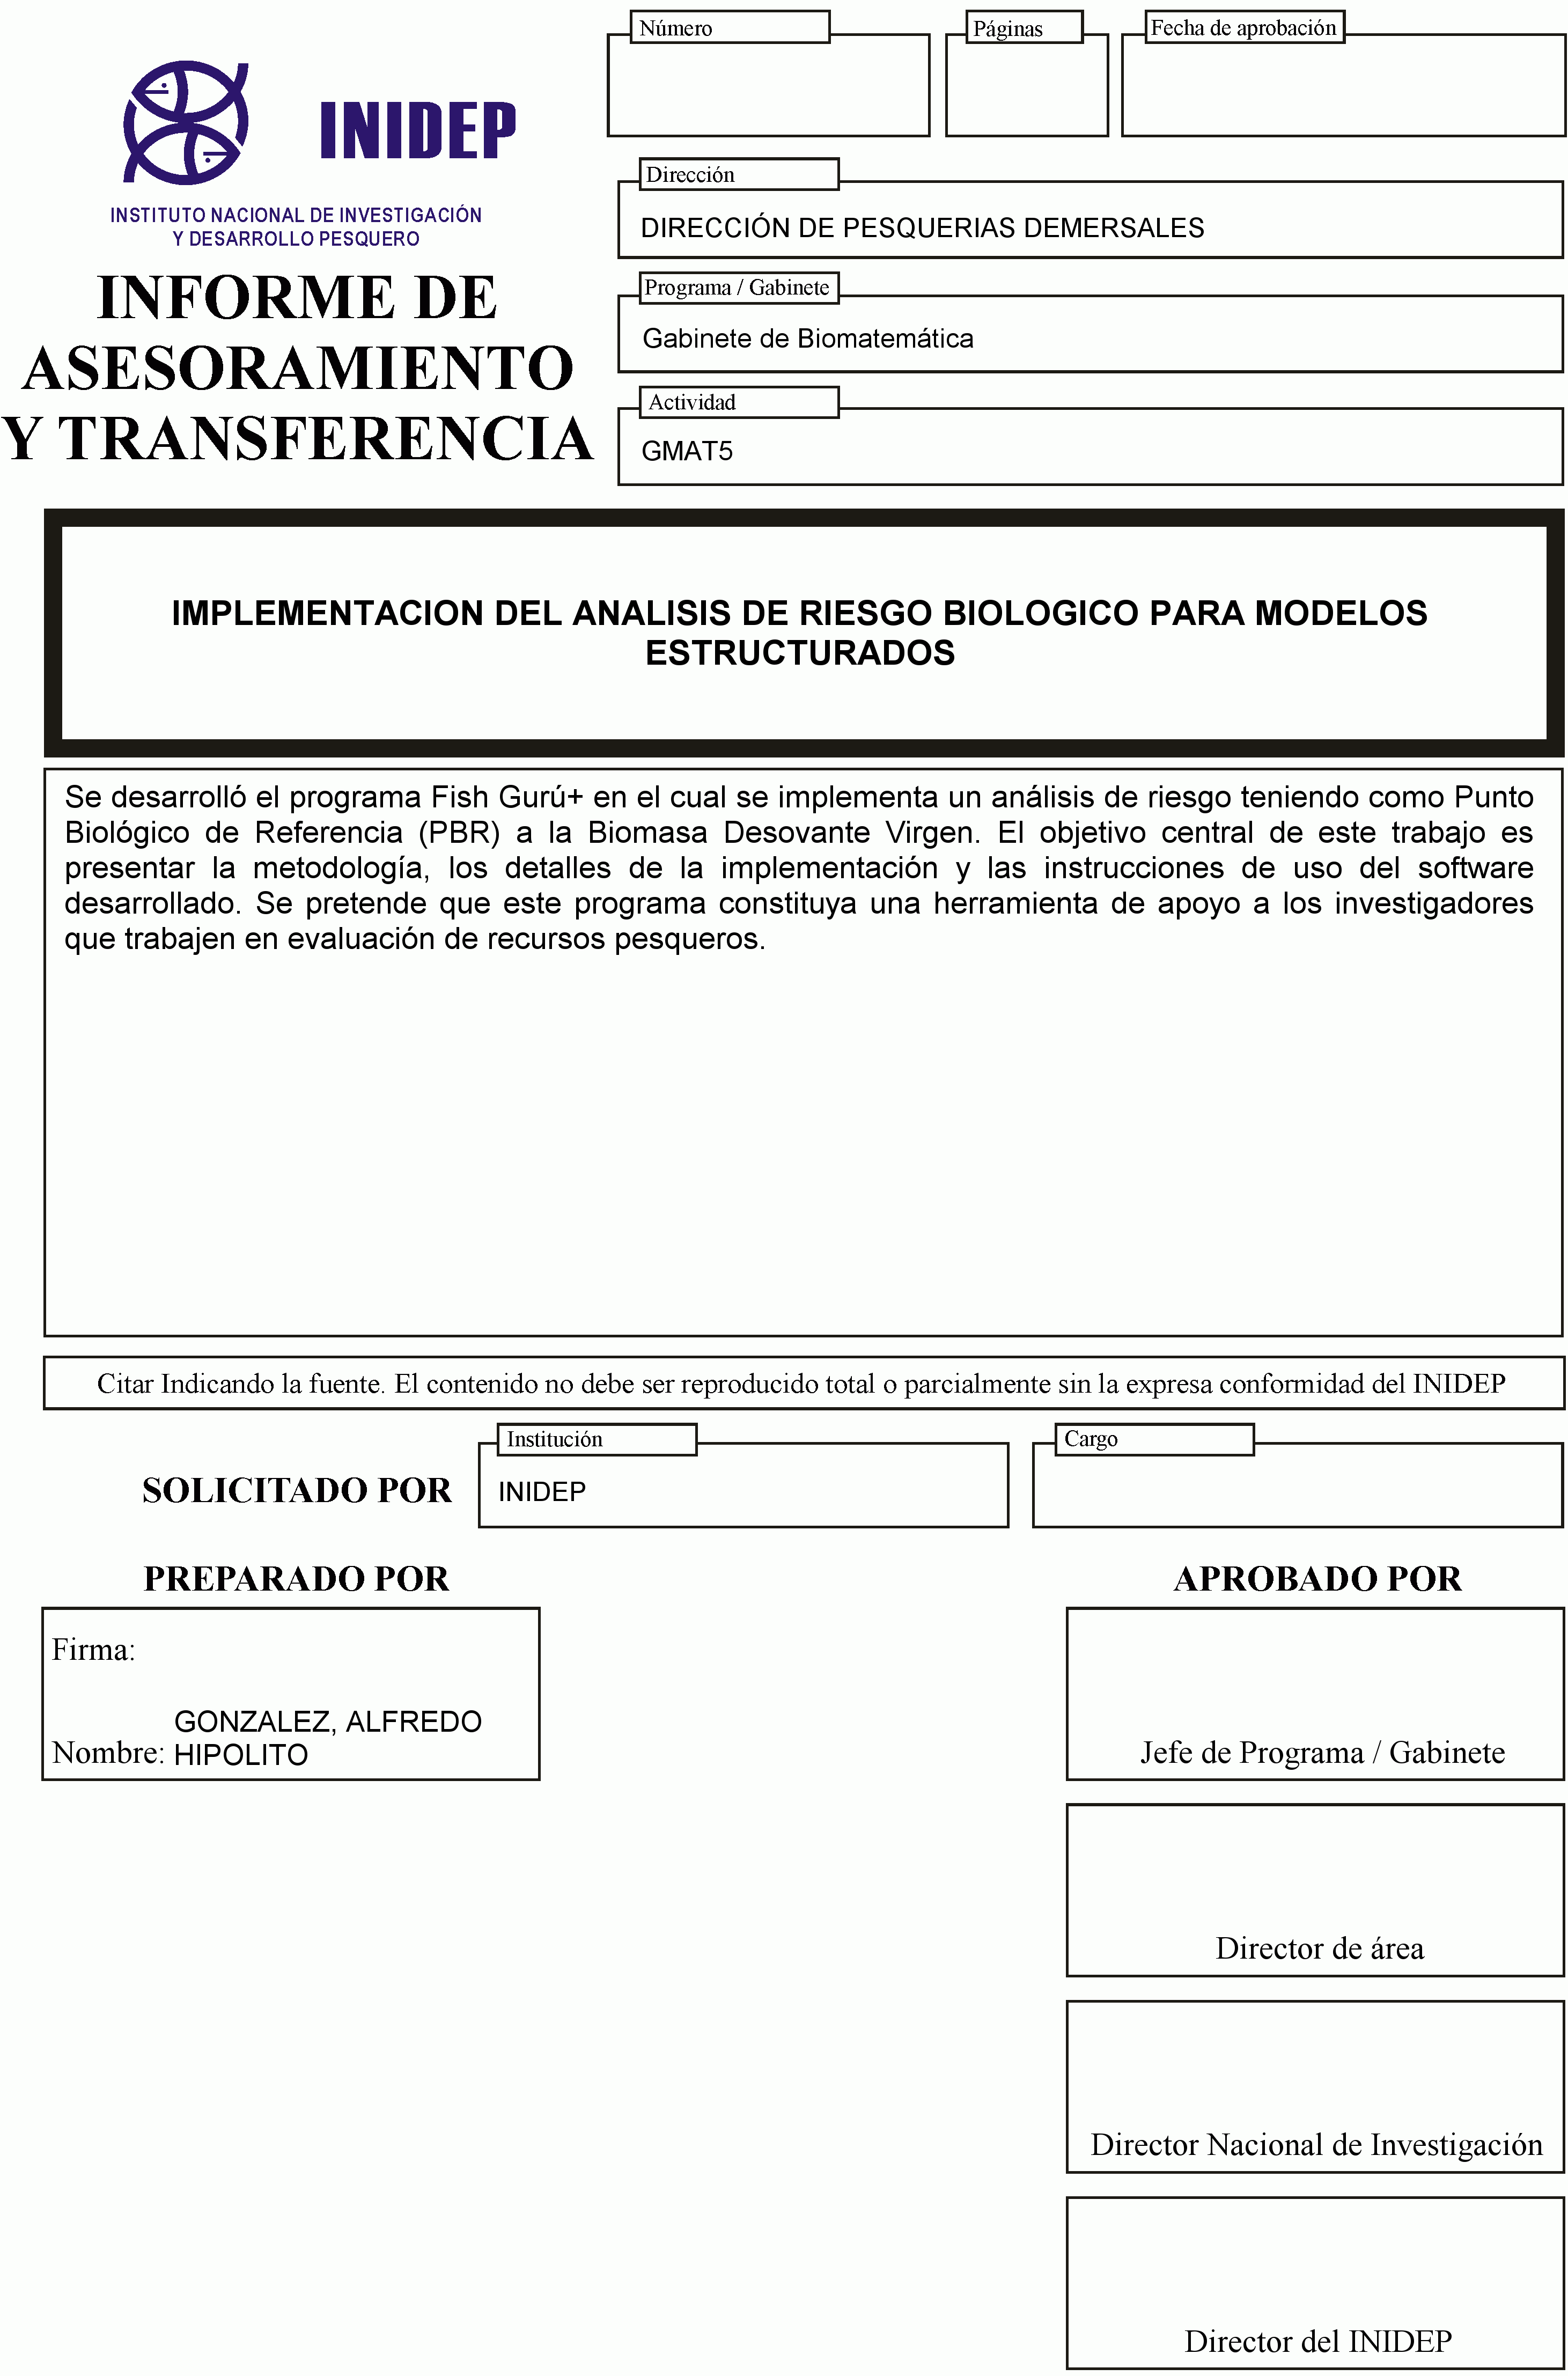 INIDEP
INSTITUTO NACIONAL DE INVESTIGACIÓN
Y DESARROLLO PESQUERO
INFORME DE
ASESORAMIENTO
Y TRANSFERENCIA
Número
Páginas
Fecha de aprobación
Dirección
DIRECCIÓN DE PESQUERIAS DEMERSALES
Programa / Gabinete
Gabinete de Biomatemática
Actividad
GMAT5
IMPLEMENTACION DEL ANALISIS DE RIESGO BIOLOGICO PARA MODELOS
ESTRUCTURADOS
Se desarrolló el programa Fish Gurú+ en el cual se implementa un análisis de riesgo teniendo como Punto
Biológico de Referencia (PBR) a la Biomasa Desovante Virgen. El objetivo central de este trabajo es
presentar la metodología, los detalles de la implementación y las instrucciones de uso del software
desarrollado. Se pretende que este programa constituya una herramienta de apoyo a los investigadores
que trabajen en evaluación de recursos pesqueros.
Citar Indicando la fuente. El contenido no debe ser reproducido total o parcialmente sin la expresa conformidad del INIDEP
SOLICITADO POR
Institución
INIDEP
Cargo
PREPARADO POR
Firma:
GONZALEZ, ALFREDO
Nombre: HIPOLITO
APROBADO POR
Jefe de Programa / Gabinete
Director de área
Director Nacional de Investigación
Director del INIDEP